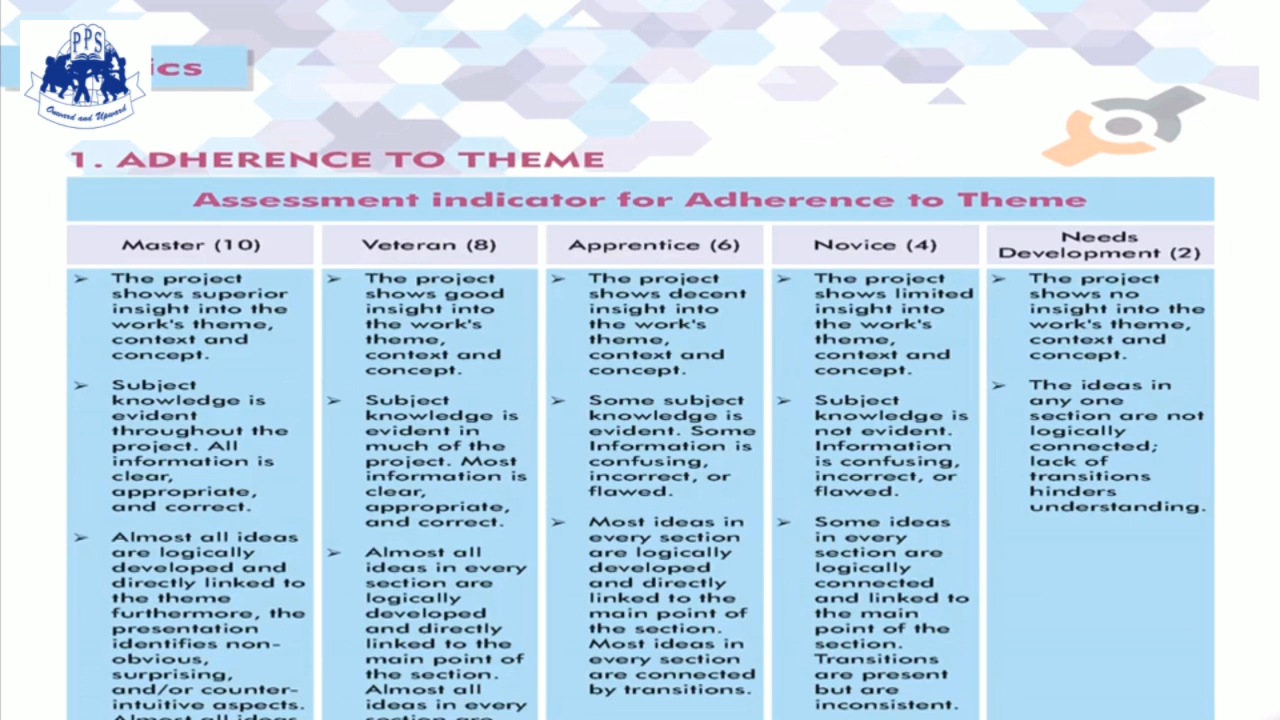 PPS
Onward and Upward
ics
1. ADHERENCE TO THEME
Assessment indicator for Adherence to Theme
Master (10)
Veteran (8)
Apprentice (6)
Novice (4)
Needs
Development (2)
➢ The project
shows superior
insight into the
work's theme,
context and
concept.
➢ Subject
knowledge is
evident
throughout the
project. All
information is
clear,
appropriate,
and correct.
➢ Almost all ideas
are logically
developed and
directly linked to
the theme
furthermore, the
presentation
identifies non-
obvious,
surprising,
and/or counter-
intuitive aspects.
Almost all ideas
➢ The project
shows good
insight into
the work's
theme,
context and
concept.
➢ Subject
knowledge is
evident in
much of the
project. Most
information is
clear,
appropriate,
and correct.
➢ Almost all
ideas in every
section are
logically
developed
and directly
linked to the
main point of
the section.
Almost all
ideas in every
section are
➢ The project
shows decent
insight into
the work's
theme,
context and
concept.
➢ Some subject
knowledge is
evident. Some
Information is
confusing,
incorrect, or
flawed.
➢ Most ideas in
every section
are logically
developed
and directly
linked to the
main point of
the section.
Most ideas in
every section
are connected
by transitions.
➢ The project
shows limited
insight into
the work's
theme,
context and
concept.
➢ Subject
knowledge is
not evident.
Information
is confusing,
incorrect, or
flawed.
➢ Some ideas
in every
section are
logically
connected
and linked to
the main
point of the
section.
Transitions
are present
but are
inconsistent.
➢ The project
shows no
insight into the
work's theme,
context and
concept.
➢ The ideas in
any one
section are not
logically
connected;
lack of
transitions
hinders
understanding.